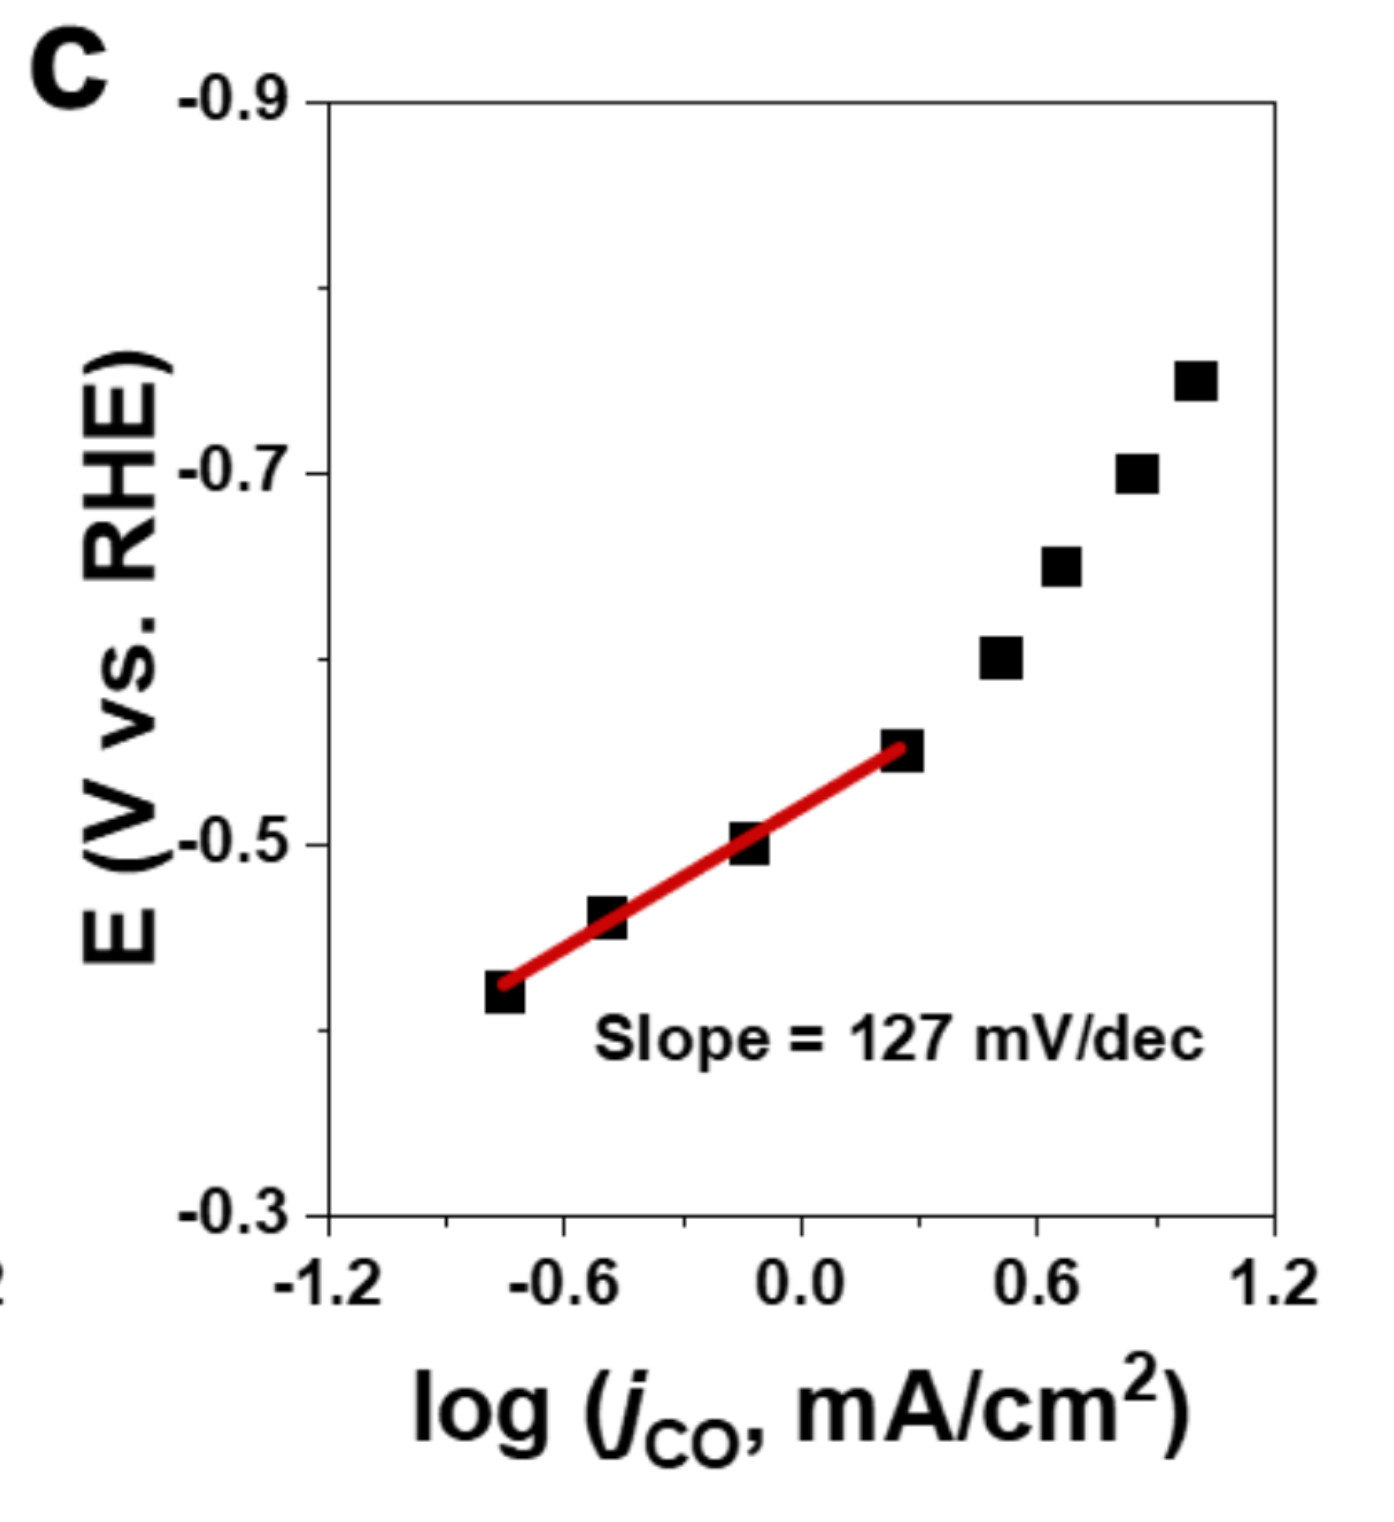 c
-0.9
-0.7
-0.5
-0.3
E (V vs. RHE)
Slope = 127 mV/dec
-1.2 -0.6 0.0 0.6 1.2
log (jCO, mA/cm²)